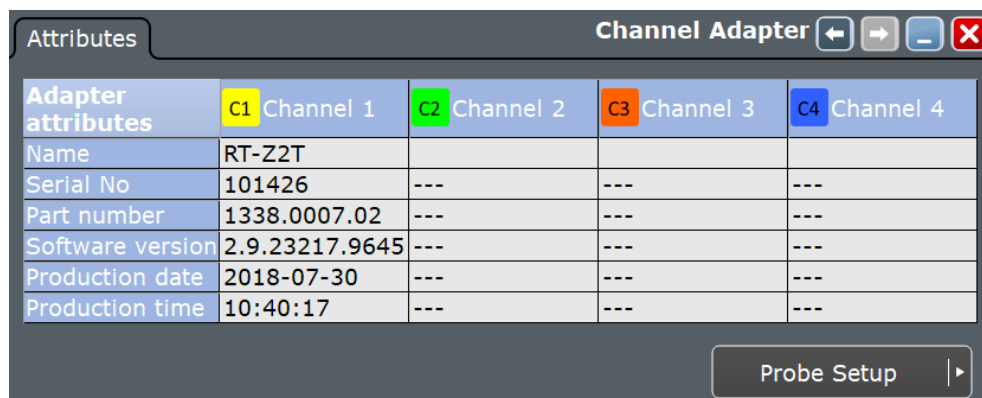 Attributes Channel Adapter
Adapter attributes C1 Channel 1 C2 Channel 2 C3 Channel 3 C4 Channel 4
Name RT-Z2T
Serial No 101426 --- --- ---
Part number 1338.0007.02 --- --- ---
Software version 2.9.23217.9645 --- --- ---
Production date 2018-07-30 --- --- ---
Production time 10:40:17 --- --- ---
Probe Setup